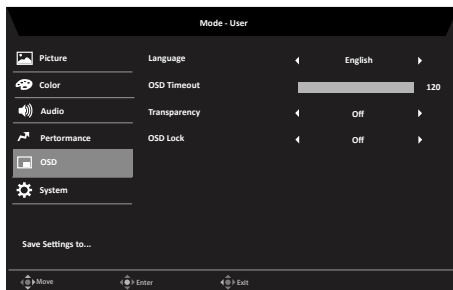 Mode - User
Picture
Language
English
Color
OSD Timeout
120
Audio
Transparency
Off
Pertormance
OSD Lock
Off
OSD
System
Save Settings to...
Move
Enter
Exit